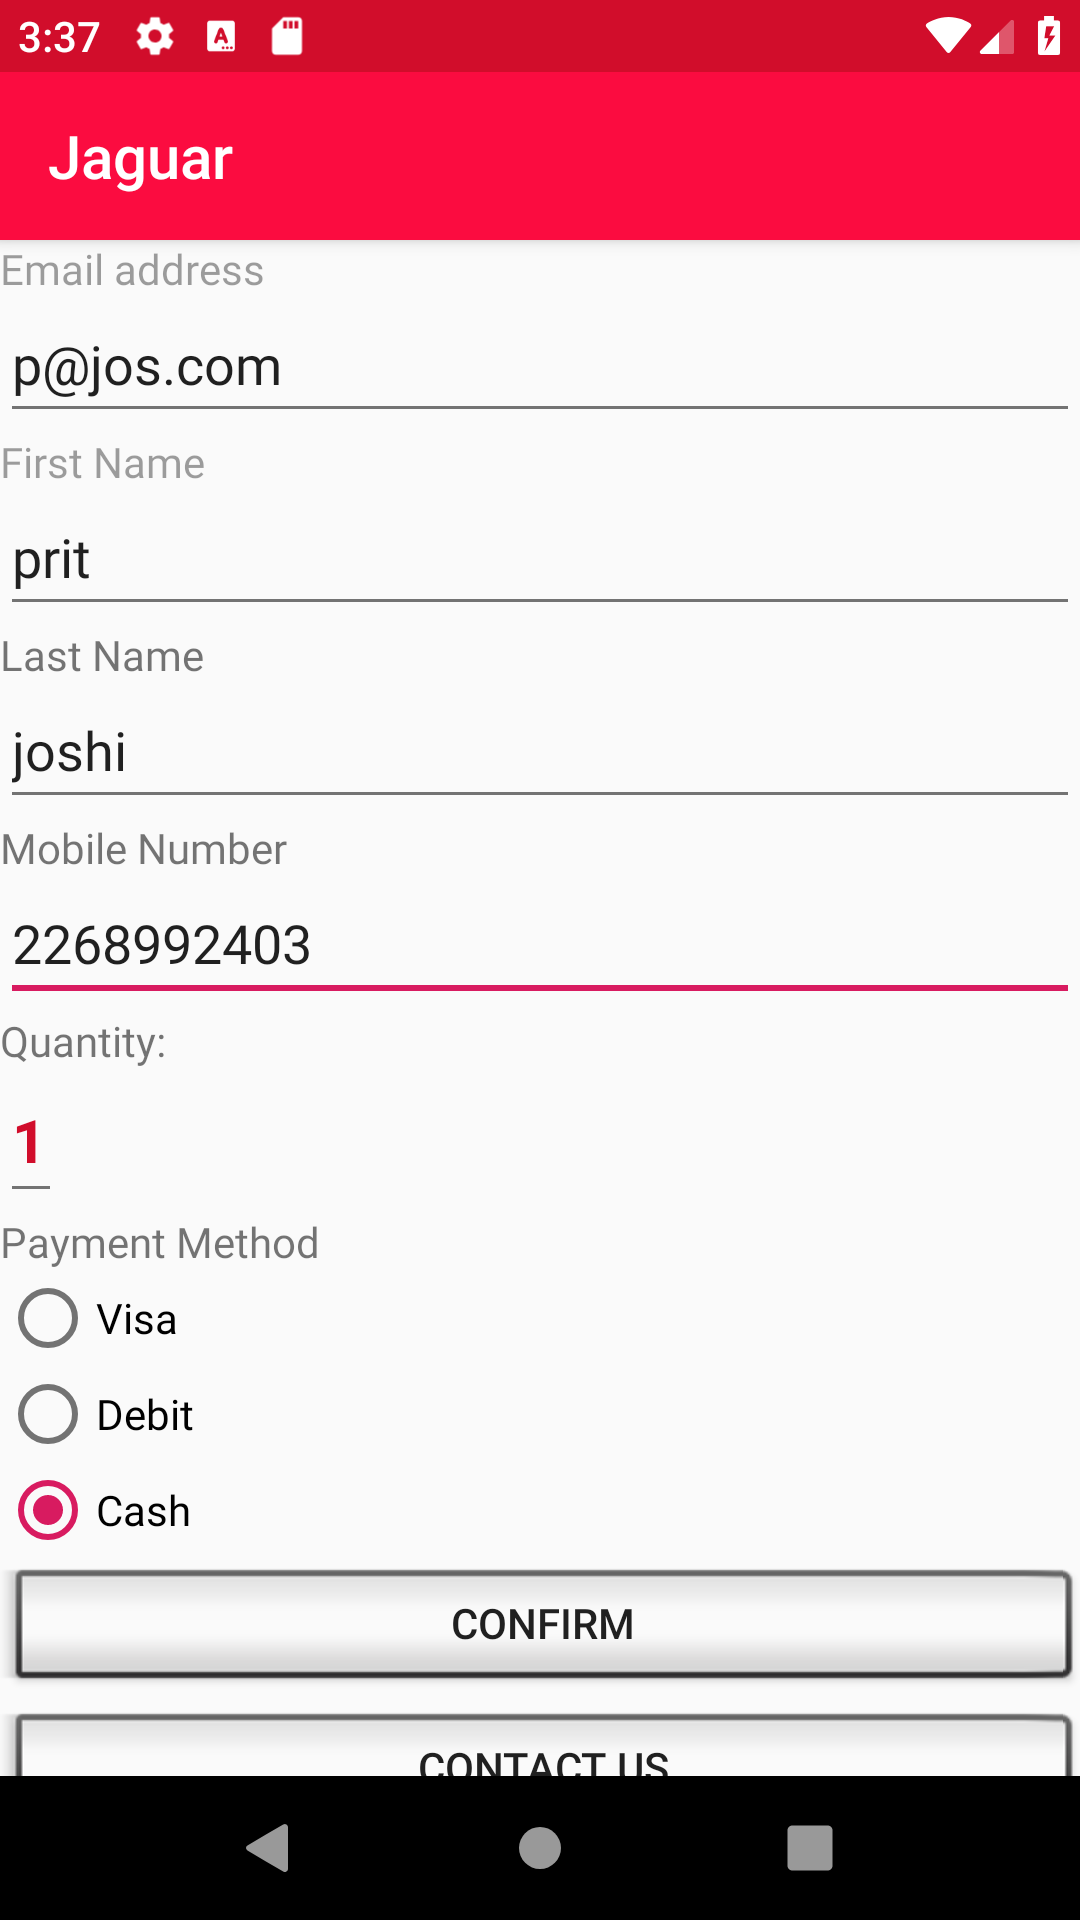 3:37
Jaguar
Email address
p@jos.com
First Name
prit
Last Name
joshi
Mobile Number
2268992403
Quantity:
1
Payment Method
Visa
Debit
Cash
CONFIRM
CONTACT US